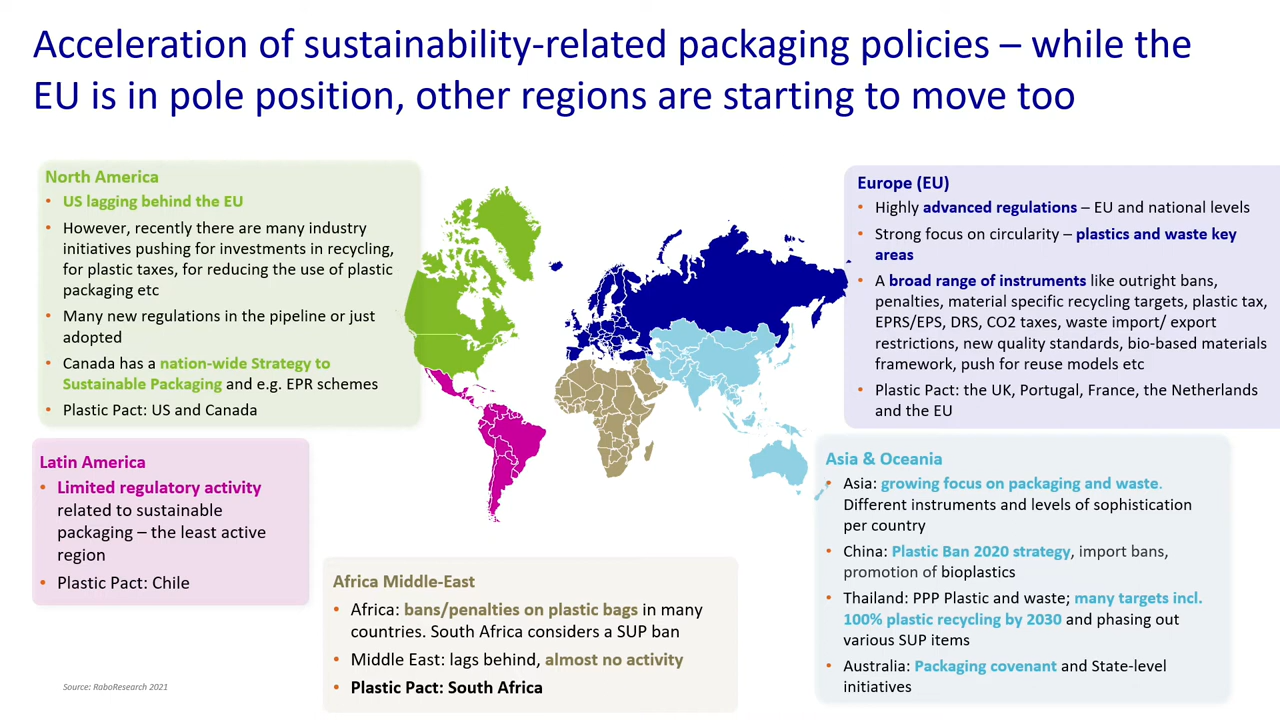 Acceleration of sustainability-related packaging policies – while the
EU is in pole position, other regions are starting to move too
North America
• US lagging behind the EU
• However, recently there are many industry
initiatives pushing for investments in recycling,
for plastic taxes, for reducing the use of plastic
packaging etc
• Many new regulations in the pipeline or just
adopted
• Canada has a nation-wide Strategy to
Sustainable Packaging and e.g. EPR schemes
• Plastic Pact: US and Canada
Latin America
• Limited regulatory activity
related to sustainable
packaging – the least active
region
• Plastic Pact: Chile
Africa Middle-East
• Africa: bans/penalties on plastic bags in many
countries. South Africa considers a SUP ban
• Middle East: lags behind, almost no activity
• Plastic Pact: South Africa
Europe (EU)
• Highly advanced regulations – EU and national levels
• Strong focus on circularity – plastics and waste key
areas
• A broad range of instruments like outright bans,
penalties, material specific recycling targets, plastic tax,
EPRS/EPS, DRS, CO2 taxes, waste import/ export
restrictions, new quality standards, bio-based materials
framework, push for reuse models etc
• Plastic Pact: the UK, Portugal, France, the Netherlands
and the EU
Asia & Oceania
• Asia: growing focus on packaging and waste.
Different instruments and levels of sophistication
per country
• China: Plastic Ban 2020 strategy, import bans,
promotion of bioplastics
• Thailand: PPP Plastic and waste; many targets incl.
100% plastic recycling by 2030 and phasing out
various SUP items
• Australia: Packaging covenant and State-level
initiatives
Source: RaboResearch 2021